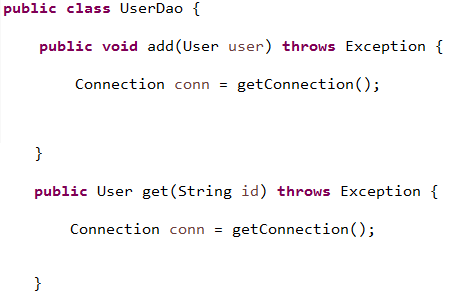 public class UserDao {
public void add(User user) throws Exception {
Connection conn = getConnection();
}
public User get(String id) throws Exception {
Connection conn = getConnection();
}